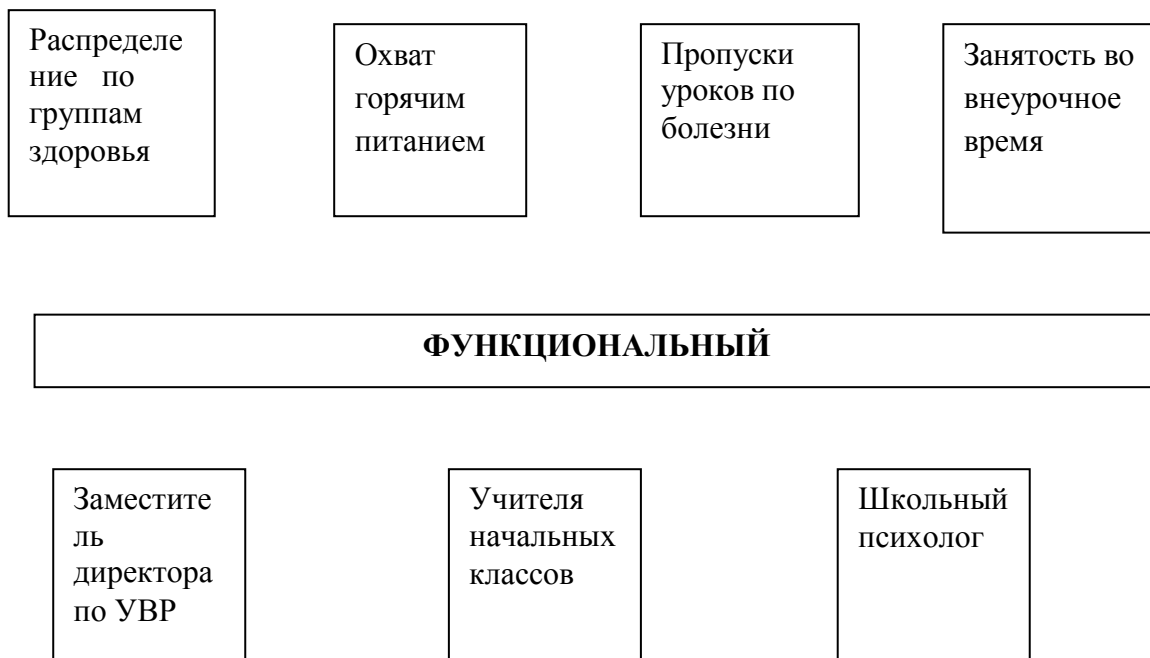 Распределе
ние по
группам
здоровья
Охват
горячим
питанием
Пропуски
уроков по
болезни
Занятость во
внеурочное
время
ФУНКЦИОНАЛЬНЫЙ
Заместите
ль
директора
по УВР
Учителя
начальных
классов
Школьный
психолог